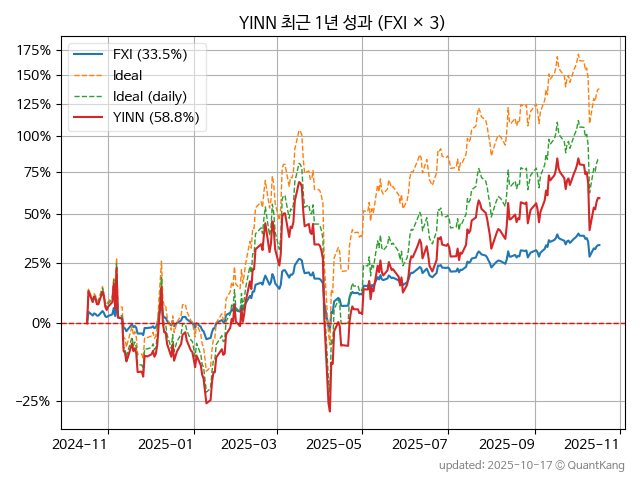 YINN 최근 1년 성과 (FXI × 3)
175%
150%
125%
100%
75%
50%
25%
0%
−25%
FXI (33.5%)
Ideal
Ideal (daily)
YINN (58.8%)
2024−11
2025−01
2025−03
2025−05
2025−07
2025−09
2025−11
updated: 2025-10-17 © QuantKang